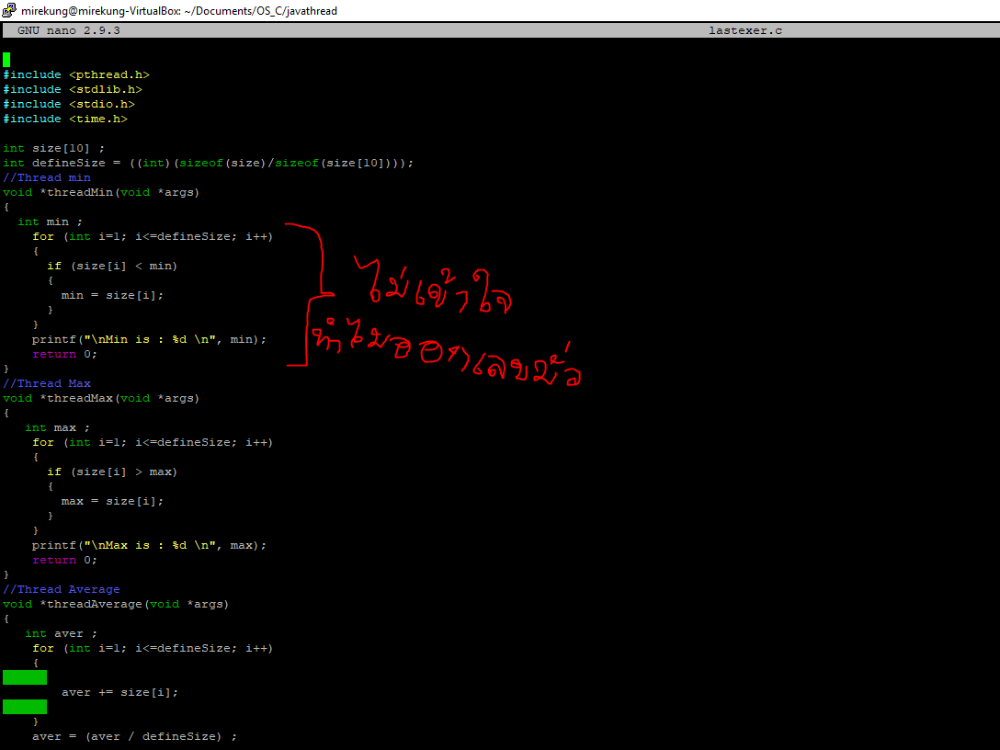 mirekung@mirekung-VirtualBox: ~/Documents/OS_C/javathread
GNU nano 2.9.3 lastexer.c
#include <pthread.h>
#include <stdlib.h>
#include <stdio.h>
#include <time.h>
int size[10] ;
int defineSize = ((int)(sizeof(size)/sizeof(size[10])));
//Thread min
void *threadMin(void *args)
{
int min ;
for (int i=1; i<=defineSize; i++)
{
if (size[i] < min)
{
min = size[i];
}
}
printf("\nMin is : %d \n", min);
return 0;
}
ไม่เข้าใจ
ทำไมออก
//Thread Max
void *threadMax(void *args)
{
int max ;
for (int i=1; i<=defineSize; i++)
{
if (size[i] > max)
{
max = size[i];
}
}
printf("\nMax is : %d \n", max);
return 0;
}
//Thread Average
void *threadAverage(void *args)
{
int aver ;
for (int i=1; i<=defineSize; i++)
{
aver += size[i];
}
aver = (aver / defineSize) ;